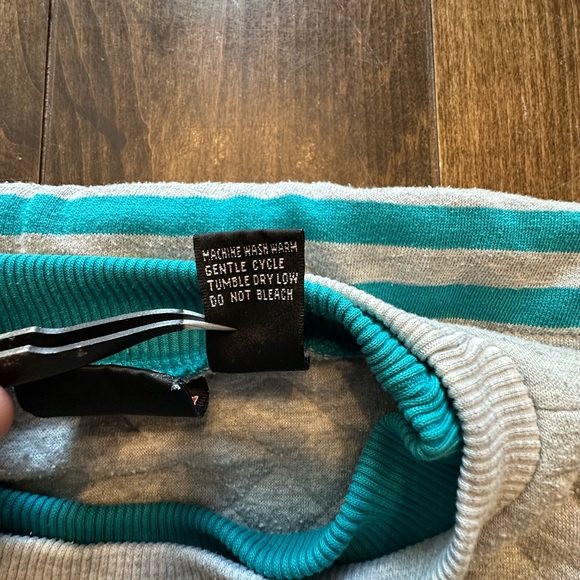 MACHINE WASH WARM
GENTLE CYCLE
TUMBLE DRY LOW
DO NOT BLEACH